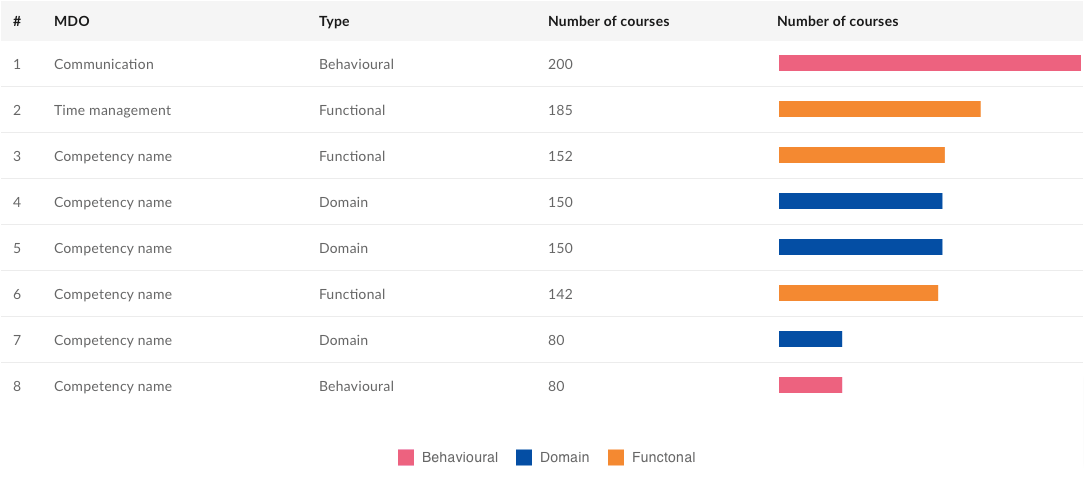 # MDO Type Number of courses Number of courses
1 Communication Behavioural 200
2 Time management Functional 185
3 Competency name Functional 152
4 Competency name Domain 150
5 Competency name Domain 150
6 Competency name Functional 142
7 Competency name Domain 80
8 Competency name Behavioural 80
Behavioural Domain Functonal